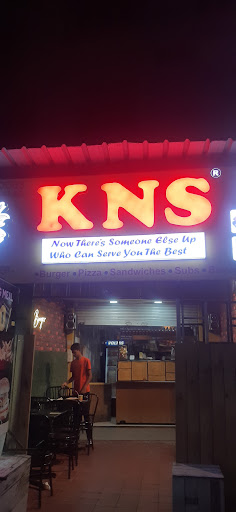 KNS ®
Now There's Someone Else Up
Who Can Serve You The Best
•Burger •Pizza •Sandwiches •Subs